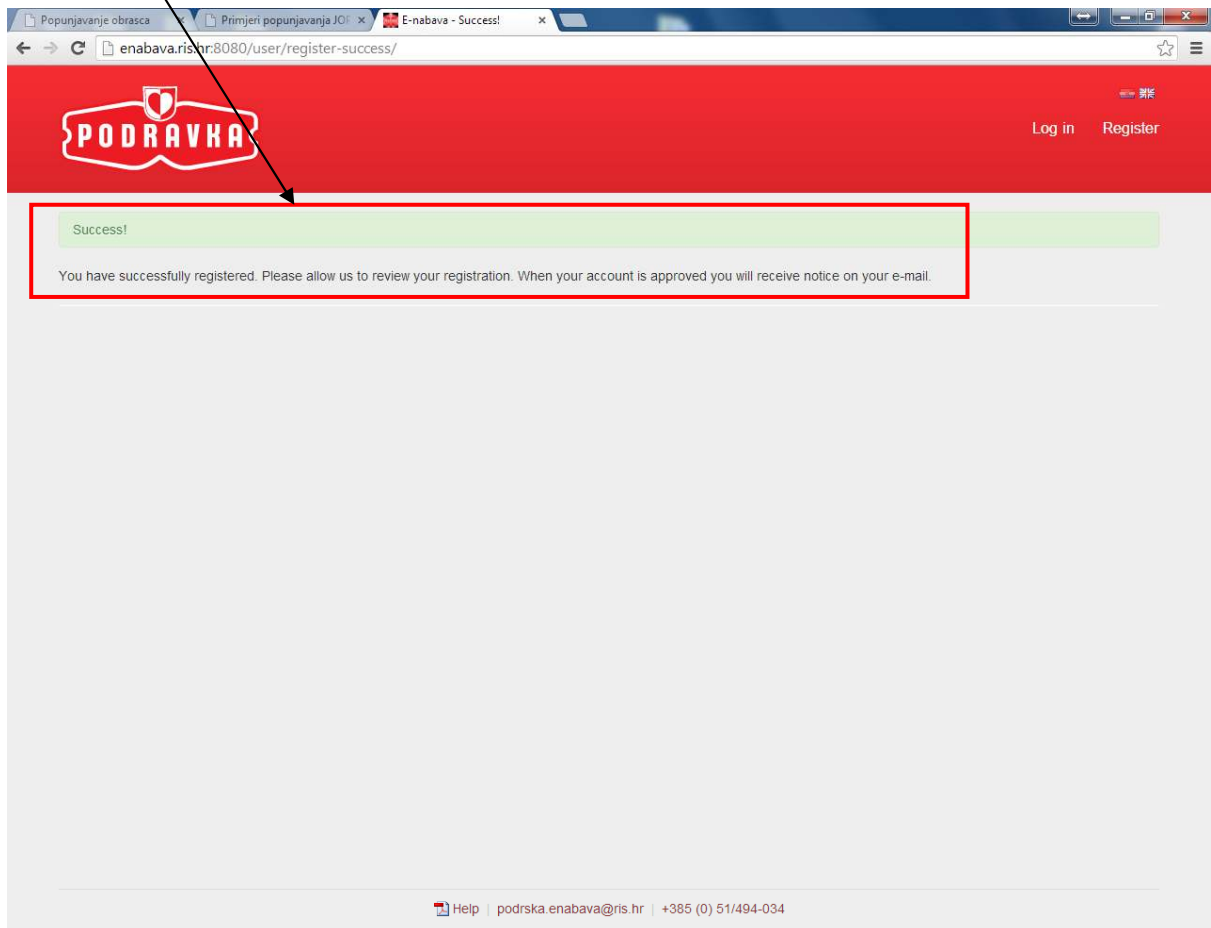 Popunjavanje obrasca
Primjeri popunjavanja JOP
E-nabava - Success!
enabava.ris.hr:8080/user/register-success/
PODRAVKA
Log in Register
Success!
You have successfully registered. Please allow us to review your registration. When your account is approved you will receive notice on your e-mail.
Help | podrska.enabava@ris.hr | +385 (0) 51/494-034